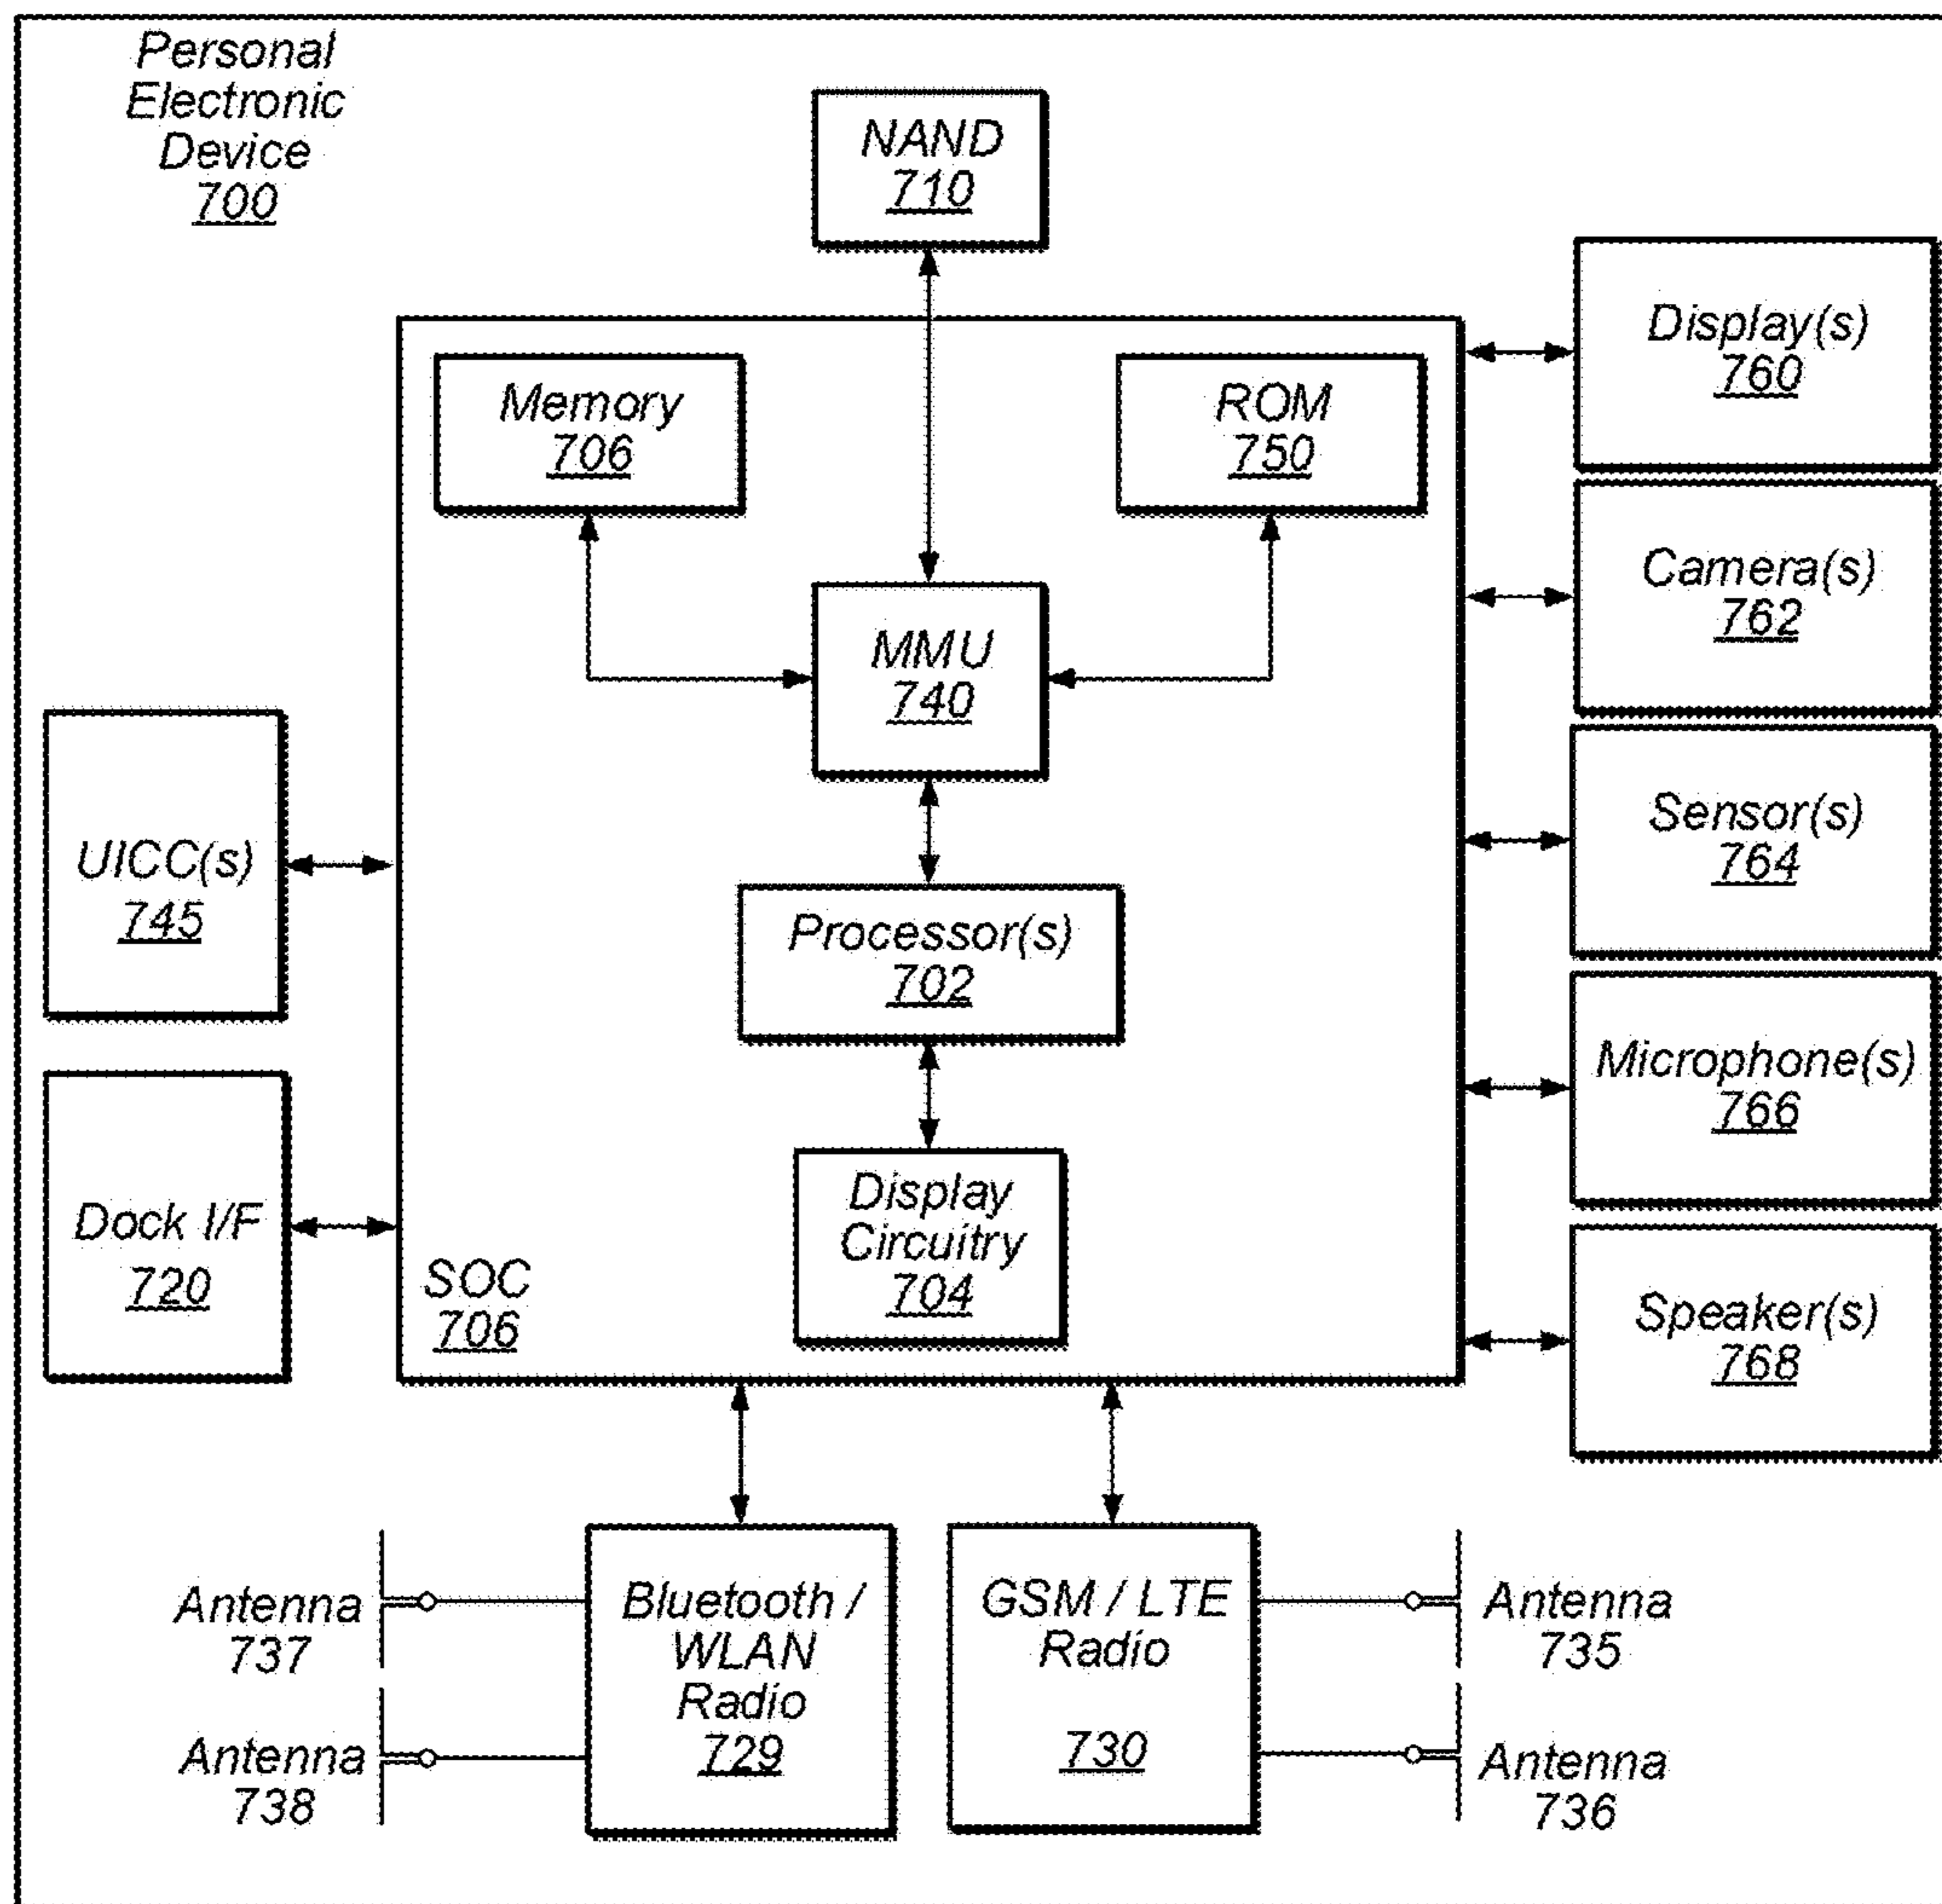 Personal
Electronic
Device
700
NAND
710
Memory
706
ROM
750
MMU
740
Processor(s)
702
Display
Circuitry
704
SOC
706
UICC(s)
745
Dock I/F
720
Display(s)
760
Camera(s)
762
Sensor(s)
764
Microphone(s)
766
Speaker(s)
768
Antenna
737
Antenna
738
Bluetooth /
WLAN
Radio
729
GSM / LTE
Radio
730
Antenna
735
Antenna
736